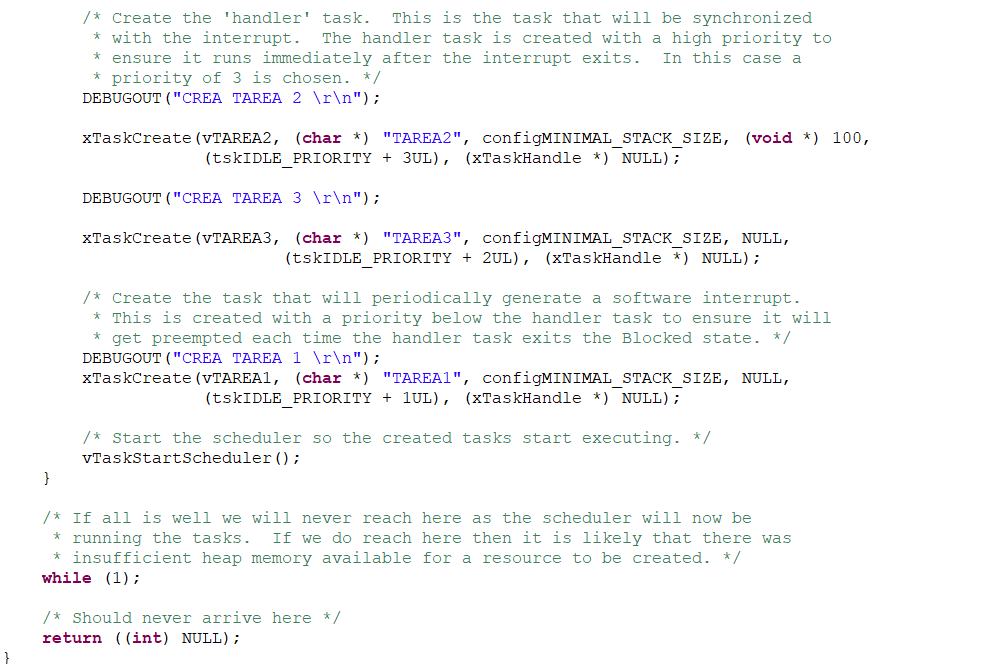 /* Create the 'handler' task.  This is the task that will be synchronized
 * with the interrupt.  The handler task is created with a high priority to
 * ensure it runs immediately after the interrupt exits.  In this case a
 * priority of 3 is chosen. */
DEBUGOUT("CREA TAREA 2 \r\n");
xTaskCreate(vTAREA2, (char *) "TAREA2", configMINIMAL_STACK_SIZE, (void *) 100,
            (tskIDLE_PRIORITY + 3UL), (xTaskHandle *) NULL);
DEBUGOUT("CREA TAREA 3 \r\n");
xTaskCreate(vTAREA3, (char *) "TAREA3", configMINIMAL_STACK_SIZE, NULL,
                    (tskIDLE_PRIORITY + 2UL), (xTaskHandle *) NULL);
/* Create the task that will periodically generate a software interrupt.
 * This is created with a priority below the handler task to ensure it will
 * get preempted each time the handler task exits the Blocked state. */
DEBUGOUT("CREA TAREA 1 \r\n");
xTaskCreate(vTAREA1, (char *) "TAREA1", configMINIMAL_STACK_SIZE, NULL,
            (tskIDLE_PRIORITY + 1UL), (xTaskHandle *) NULL);
/* Start the scheduler so the created tasks start executing. */
vTaskStartScheduler();
}
/* If all is well we will never reach here as the scheduler will now be
 * running the tasks.  If we do reach here then it is likely that there was
 * insufficient heap memory available for a resource to be created. */
while (1);
/* Should never arrive here */
return ((int) NULL);
}